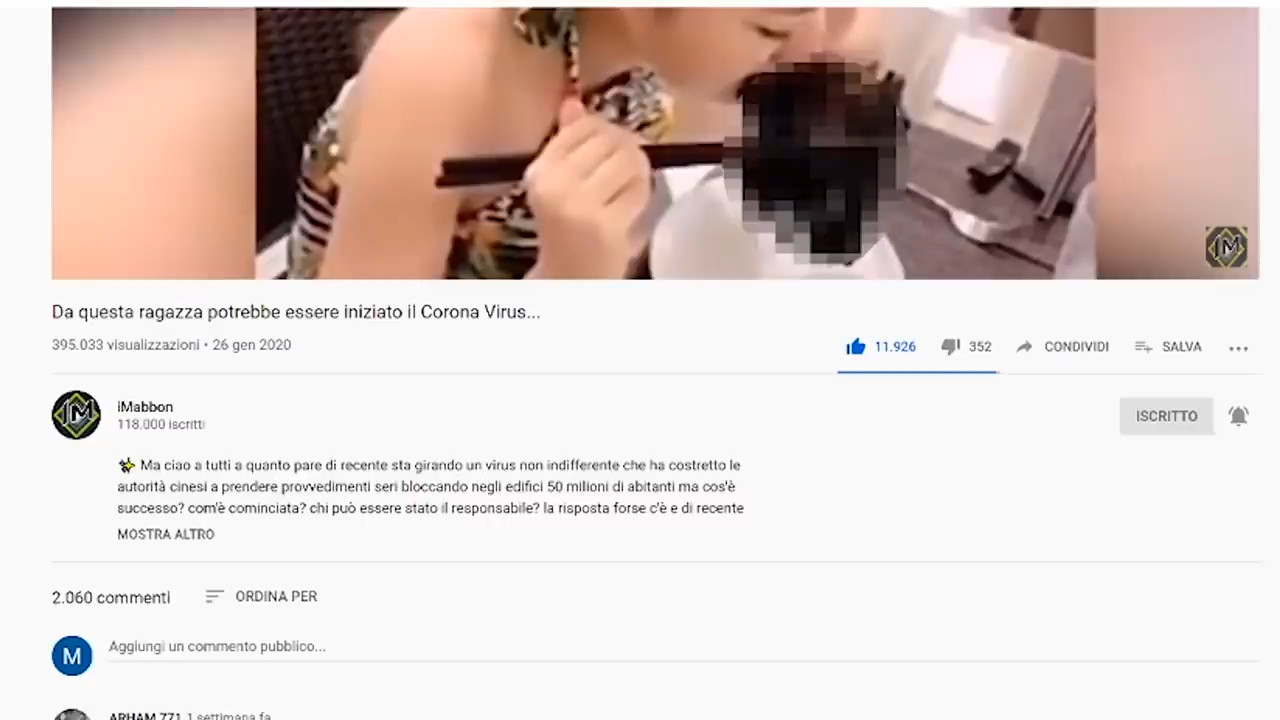 Da questa ragazza potrebbe essere iniziato il Corona Virus...
395.033 visualizzazioni • 26 gen 2020
11.926 352 CONDIVIDI SALVA
iMabbon
118.000 iscritti
ISCRITTO
✨ Ma ciao a tutti a quanto pare di recente sta girando un virus non indifferente che ha costretto le
autorità cinesi a prendere provvedimenti seri bloccando negli edifici 50 milioni di abitanti ma cos'è
successo? com'è cominciata? chi può essere stato il responsabile? la risposta forse c'è e di recente
MOSTRA ALTRO
2.060 commenti ORDINA PER
M
Aggiungi un commento pubblico...
ARHAM 771 1 settimana fa